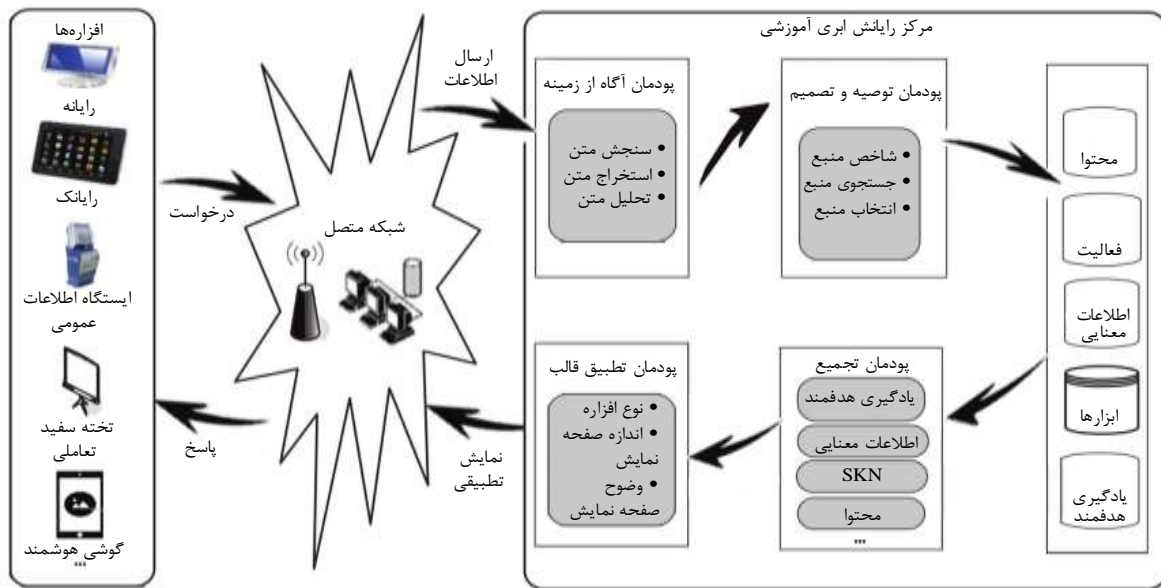 افزاره‌ها
رایانه
رایانک
ایستگاه اطلاعات
عمومی
تخته سفید
تعاملی
گوشی هوشمند
...
درخواست
پاسخ
شبکه متصل
ارسال
اطلاعات
نمایش
تطبیقی
مرکز رایانش ابری آموزشی
پودمان آگاه از زمینه
• سنجش متن
• استخراج متن
• تحلیل متن
پودمان توصیه و تصمیم
• شاخص منبع
• جستجوی منبع
• انتخاب منبع
محتوا
فعالیت
اطلاعات
معنایی
ابزارها
یادگیری
هدفمند
پودمان تجمیع
یادگیری هدفمند
اطلاعات معنایی
SKN
محتوا
...
پودمان تطبیق قالب
• نوع افزاره
• اندازه صفحه
نمایش
• وضوح
صفحه نمایش